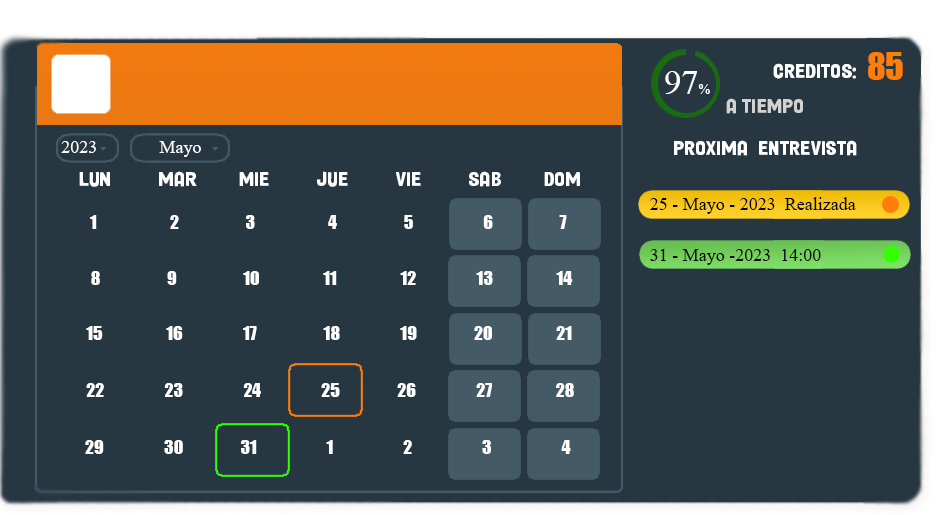 2023 Mayo
LUN MAR MIE JUE VIE SAB DOM
1 2 3 4 5 6 7
8 9 10 11 12 13 14
15 16 17 18 19 20 21
22 23 24 25 26 27 28
29 30 31 1 2 3 4
97%
CREDITOS: 85
A TIEMPO
PROXIMA ENTREVISTA
25 - Mayo - 2023 Realizada
31 - Mayo -2023 14:00